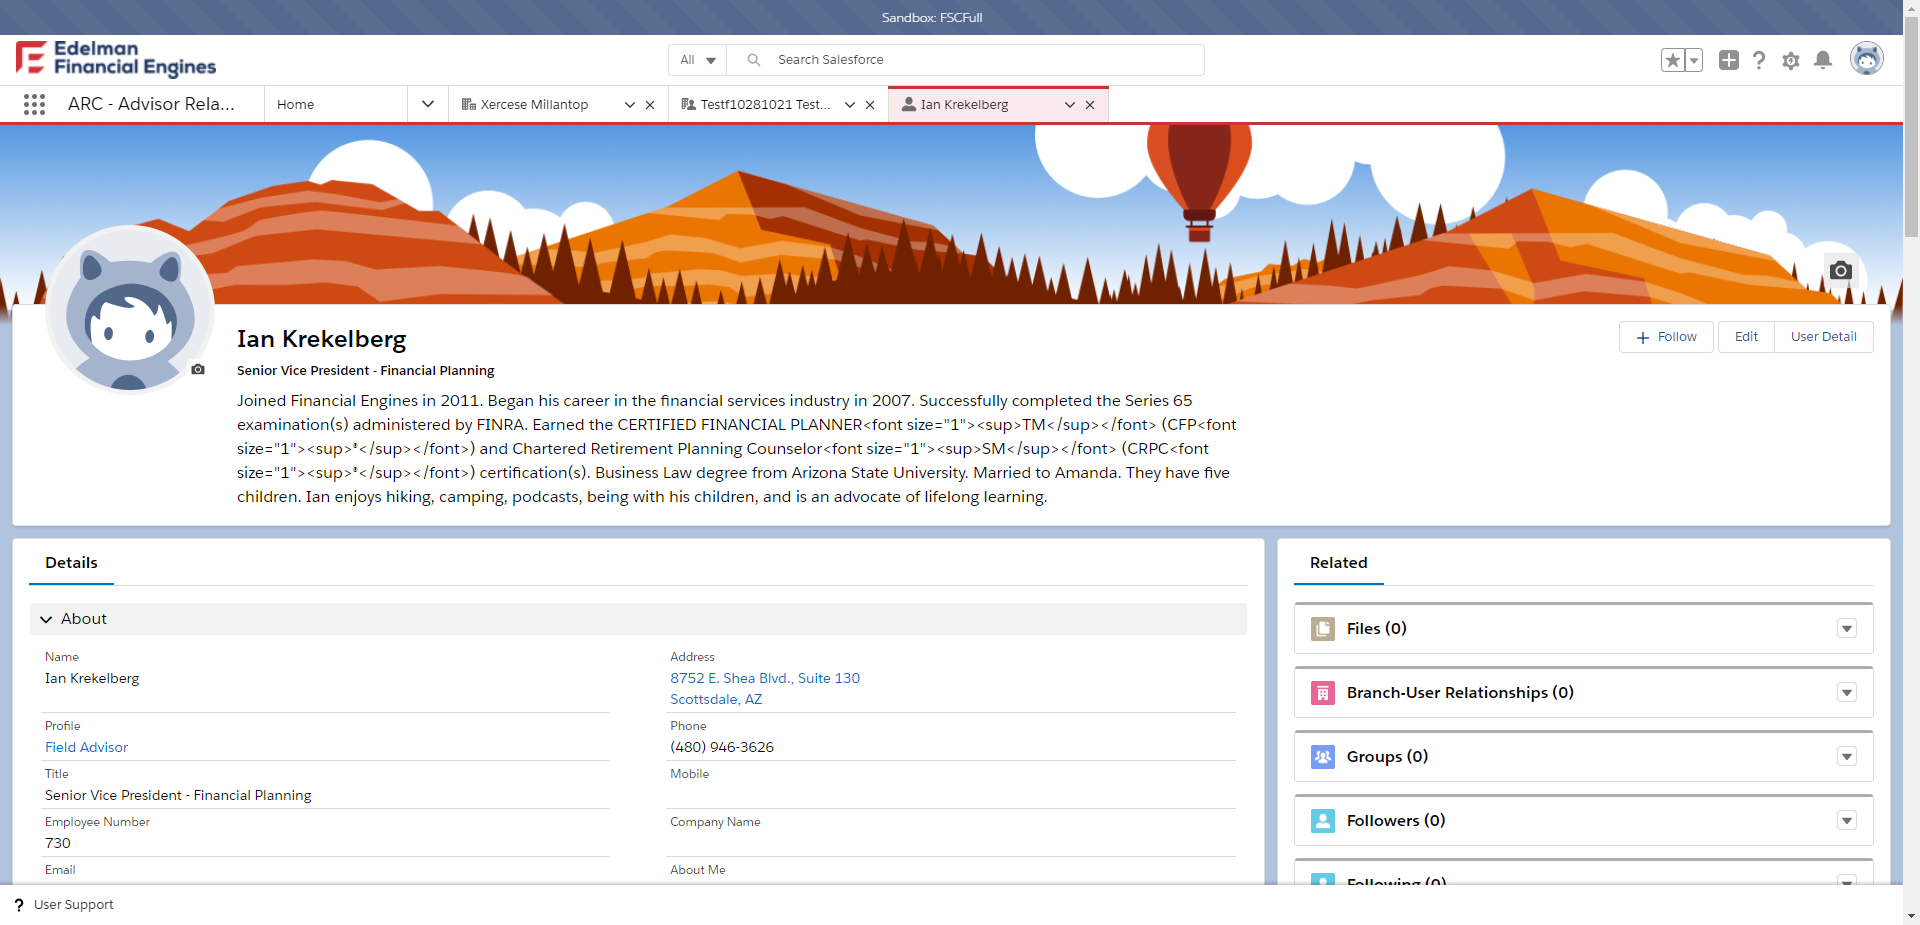 Sandbox: FSCFull
Edelman
Financial Engines
All
Search Salesforce
ARC - Advisor Rela...
Home
Xercese Millantop
Testf10281021 Test...
Ian Krekelberg
Ian Krekelberg
Senior Vice President - Financial Planning
Joined Financial Engines in 2011. Began his career in the financial services industry in 2007. Successfully completed the Series 65
examination(s) administered by FINRA. Earned the CERTIFIED FINANCIAL PLANNER<font size="1"><sup>TM</sup></font> (CFP<font
size="1"><sup>®</sup></font>) and Chartered Retirement Planning Counselor<font size="1"><sup>SM</sup></font> (CRPC<font
size="1"><sup>®</sup></font>) certification(s). Business Law degree from Arizona State University. Married to Amanda. They have five
children. Ian enjoys hiking, camping, podcasts, being with his children, and is an advocate of lifelong learning.
Follow
Edit
User Detail
Details
About
Name
Ian Krekelberg
Address
8752 E. Shea Blvd., Suite 130
Scottsdale, AZ
Profile
Field Advisor
Phone
(480) 946-3626
Title
Senior Vice President - Financial Planning
Mobile
Employee Number
730
Company Name
Email
About Me
Related
Files (0)
Branch-User Relationships (0)
Groups (0)
Followers (0)
Following (0)
? User Support